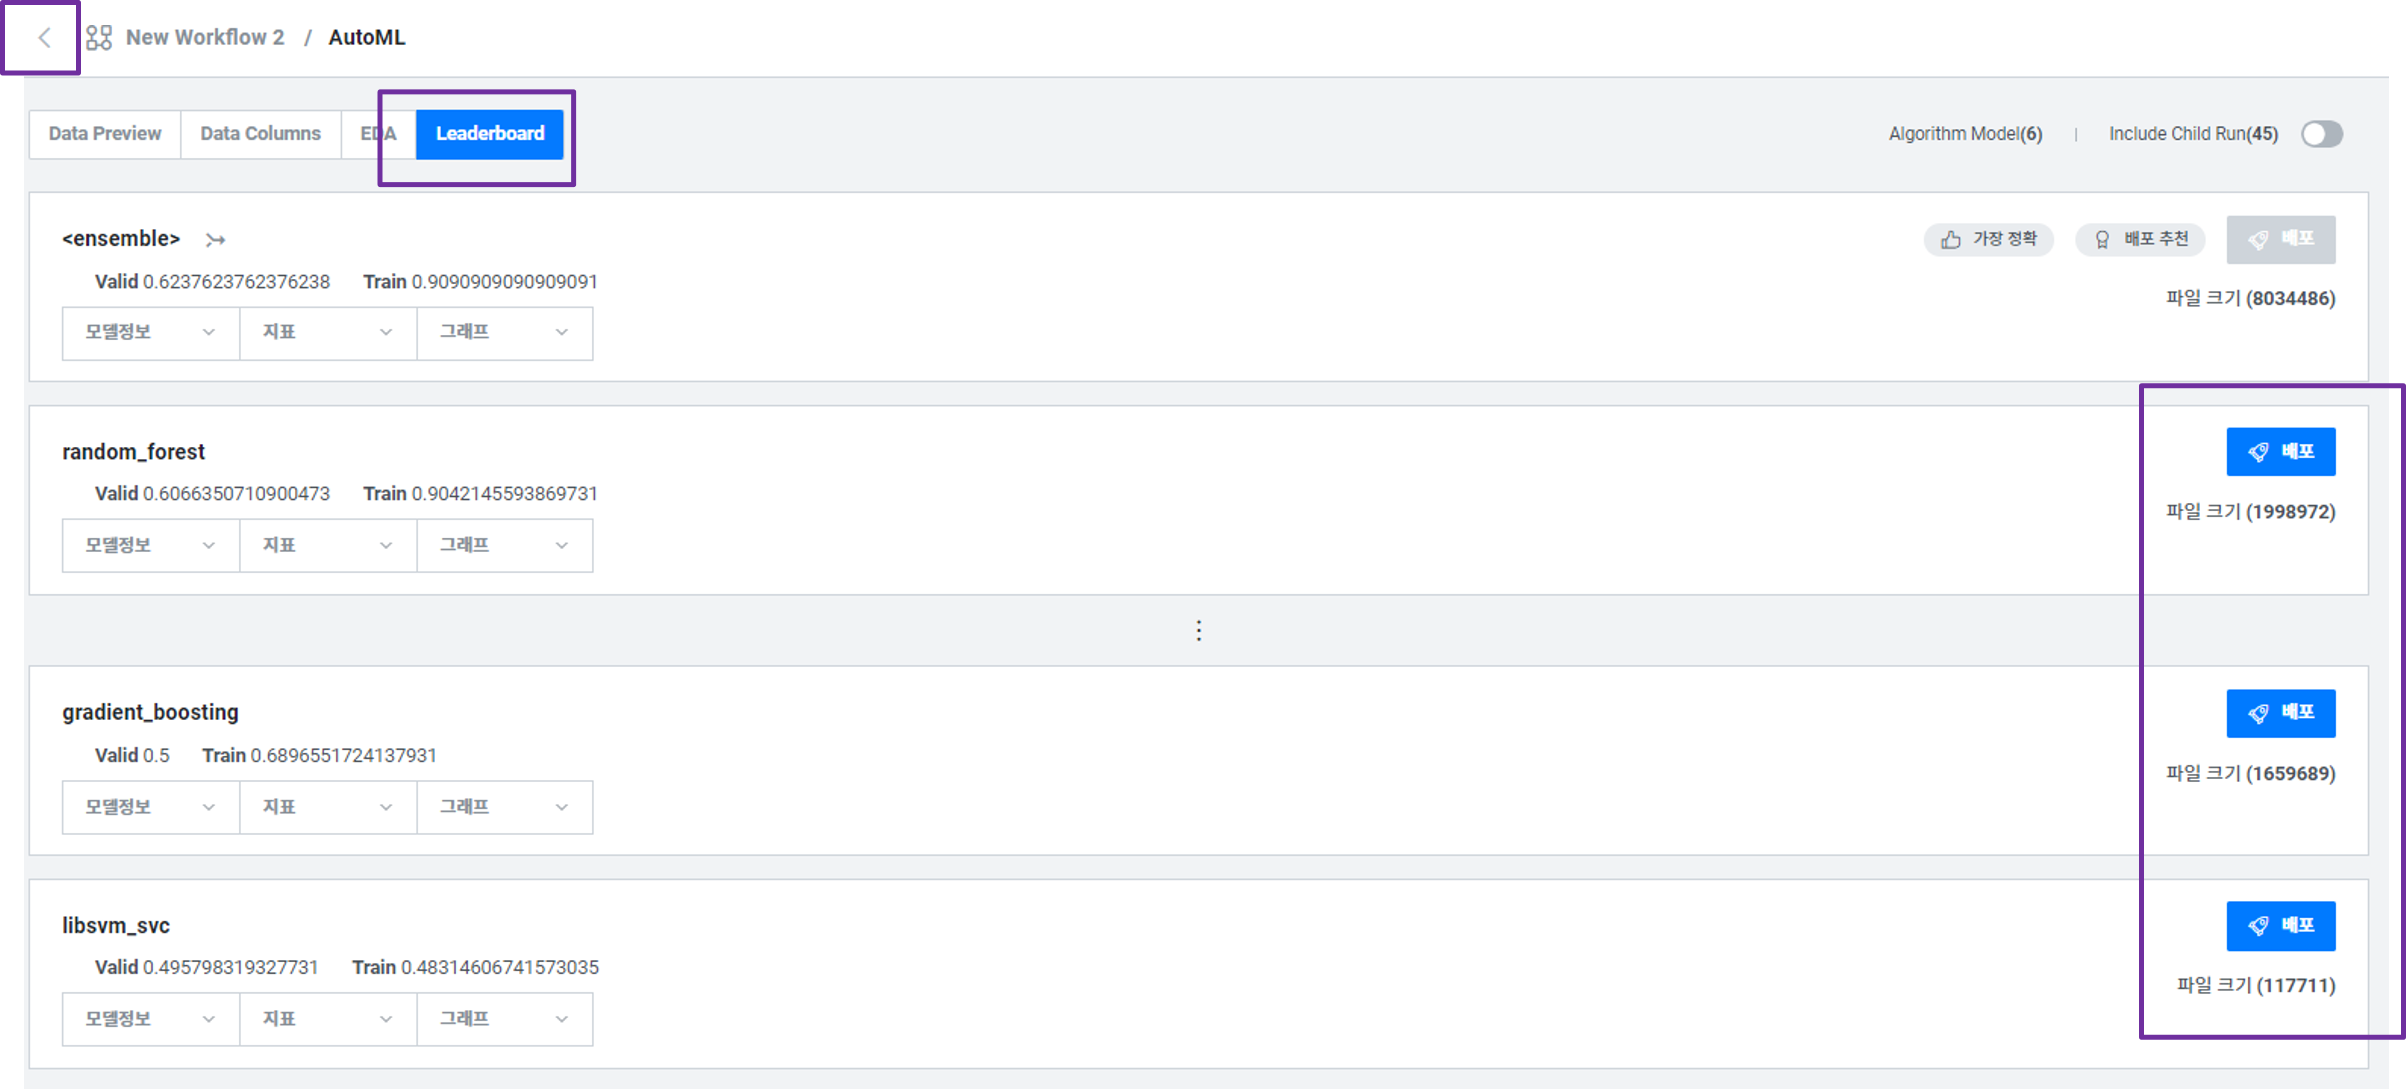 New Workflow 2 / AutoML
Data Preview Data Columns EDA Leaderboard Algorithm Model(6) | Include Child Run(45)
<ensemble> 가장 정확 배포 추천 배포
Valid 0.6237623762376238 Train 0.9090909090909091 파일 크기 (8034486)
모델정보 지표 그래프
random_forest 배포
Valid 0.6066350710900473 Train 0.9042145593869731 파일 크기 (1998972)
모델정보 지표 그래프
⋮
gradient_boosting 배포
Valid 0.5 Train 0.6896551724137931 파일 크기 (1659689)
모델정보 지표 그래프
libsvm_svc 배포
Valid 0.495798319327731 Train 0.48314606741573035 파일 크기 (117711)
모델정보 지표 그래프